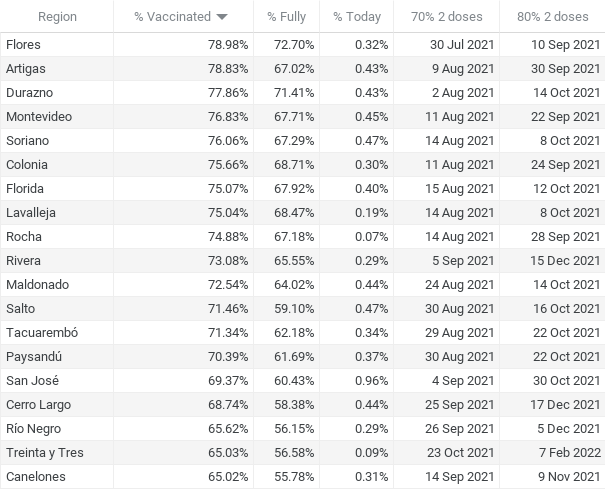 Region % Vaccinated % Fully % Today 70% 2 doses 80% 2 doses
Flores 78.98% 72.70% 0.32% 30 Jul 2021 10 Sep 2021
Artigas 78.83% 67.02% 0.43% 9 Aug 2021 30 Sep 2021
Durazno 77.86% 71.41% 0.43% 2 Aug 2021 14 Oct 2021
Montevideo 76.83% 67.71% 0.45% 11 Aug 2021 22 Sep 2021
Soriano 76.06% 67.29% 0.47% 14 Aug 2021 8 Oct 2021
Colonia 75.66% 68.71% 0.30% 11 Aug 2021 24 Sep 2021
Florida 75.07% 67.92% 0.40% 15 Aug 2021 12 Oct 2021
Lavalleja 75.04% 68.47% 0.19% 14 Aug 2021 8 Oct 2021
Rocha 74.88% 67.18% 0.07% 14 Aug 2021 28 Sep 2021
Rivera 73.08% 65.55% 0.29% 5 Sep 2021 15 Dec 2021
Maldonado 72.54% 64.02% 0.44% 24 Aug 2021 14 Oct 2021
Salto 71.46% 59.10% 0.47% 30 Aug 2021 16 Oct 2021
Tacuarembó 71.34% 62.18% 0.34% 29 Aug 2021 22 Oct 2021
Paysandú 70.39% 61.69% 0.37% 30 Aug 2021 22 Oct 2021
San José 69.37% 60.43% 0.96% 4 Sep 2021 30 Oct 2021
Cerro Largo 68.74% 58.38% 0.44% 25 Sep 2021 17 Dec 2021
Río Negro 65.62% 56.15% 0.29% 26 Sep 2021 5 Dec 2021
Treinta y Tres 65.03% 56.58% 0.09% 23 Oct 2021 7 Feb 2022
Canelones 65.02% 55.78% 0.31% 14 Sep 2021 9 Nov 2021